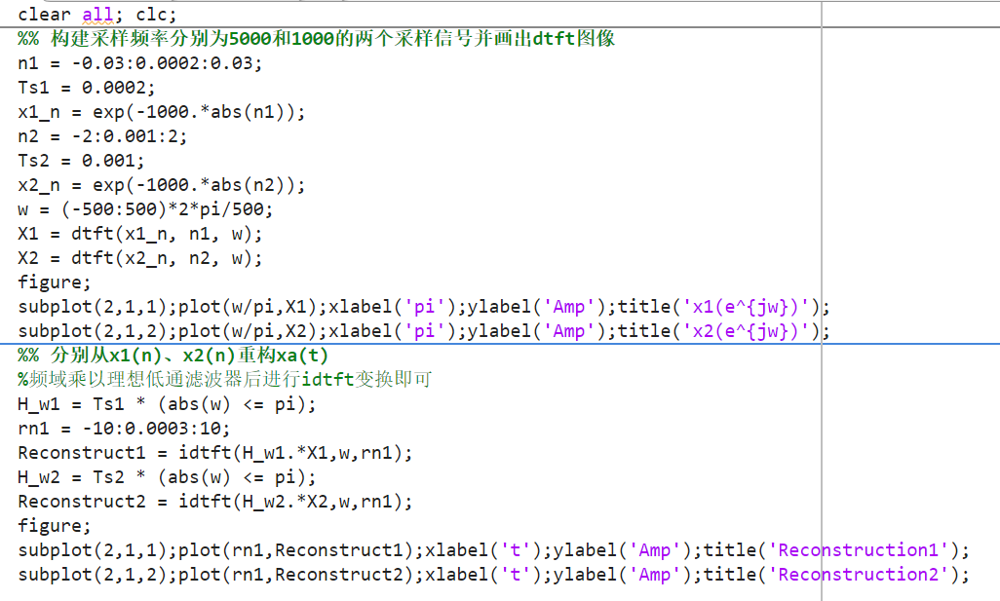 clear all; clc;
%% 构建采样频率分别为5000和1000的两个采样信号并画出dtft图像
n1 = -0.03:0.0002:0.03;
Ts1 = 0.0002;
x1_n = exp(-1000.*abs(n1));
n2 = -2:0.001:2;
Ts2 = 0.001;
x2_n = exp(-1000.*abs(n2));
w = (-500:500)*2*pi/500;
X1 = dtft(x1_n, n1, w);
X2 = dtft(x2_n, n2, w);
figure;
subplot(2,1,1);plot(w/pi,X1);xlabel('pi');ylabel('Amp');title('x1(e^{jw})');
subplot(2,1,2);plot(w/pi,X2);xlabel('pi');ylabel('Amp');title('x2(e^{jw})');
%% 分别从x1(n)、x2(n)重构xa(t)
%频域乘以理想低通滤波器后进行idtft变换即可
H_w1 = Ts1 * (abs(w) <= pi);
rn1 = -10:0.0003:10;
Reconstruct1 = idtft(H_w1.*X1,w,rn1);
H_w2 = Ts2 * (abs(w) <= pi);
Reconstruct2 = idtft(H_w2.*X2,w,rn1);
figure;
subplot(2,1,1);plot(rn1,Reconstruct1);xlabel('t');ylabel('Amp');title('Reconstruction1');
subplot(2,1,2);plot(rn1,Reconstruct2);xlabel('t');ylabel('Amp');title('Reconstruction2');